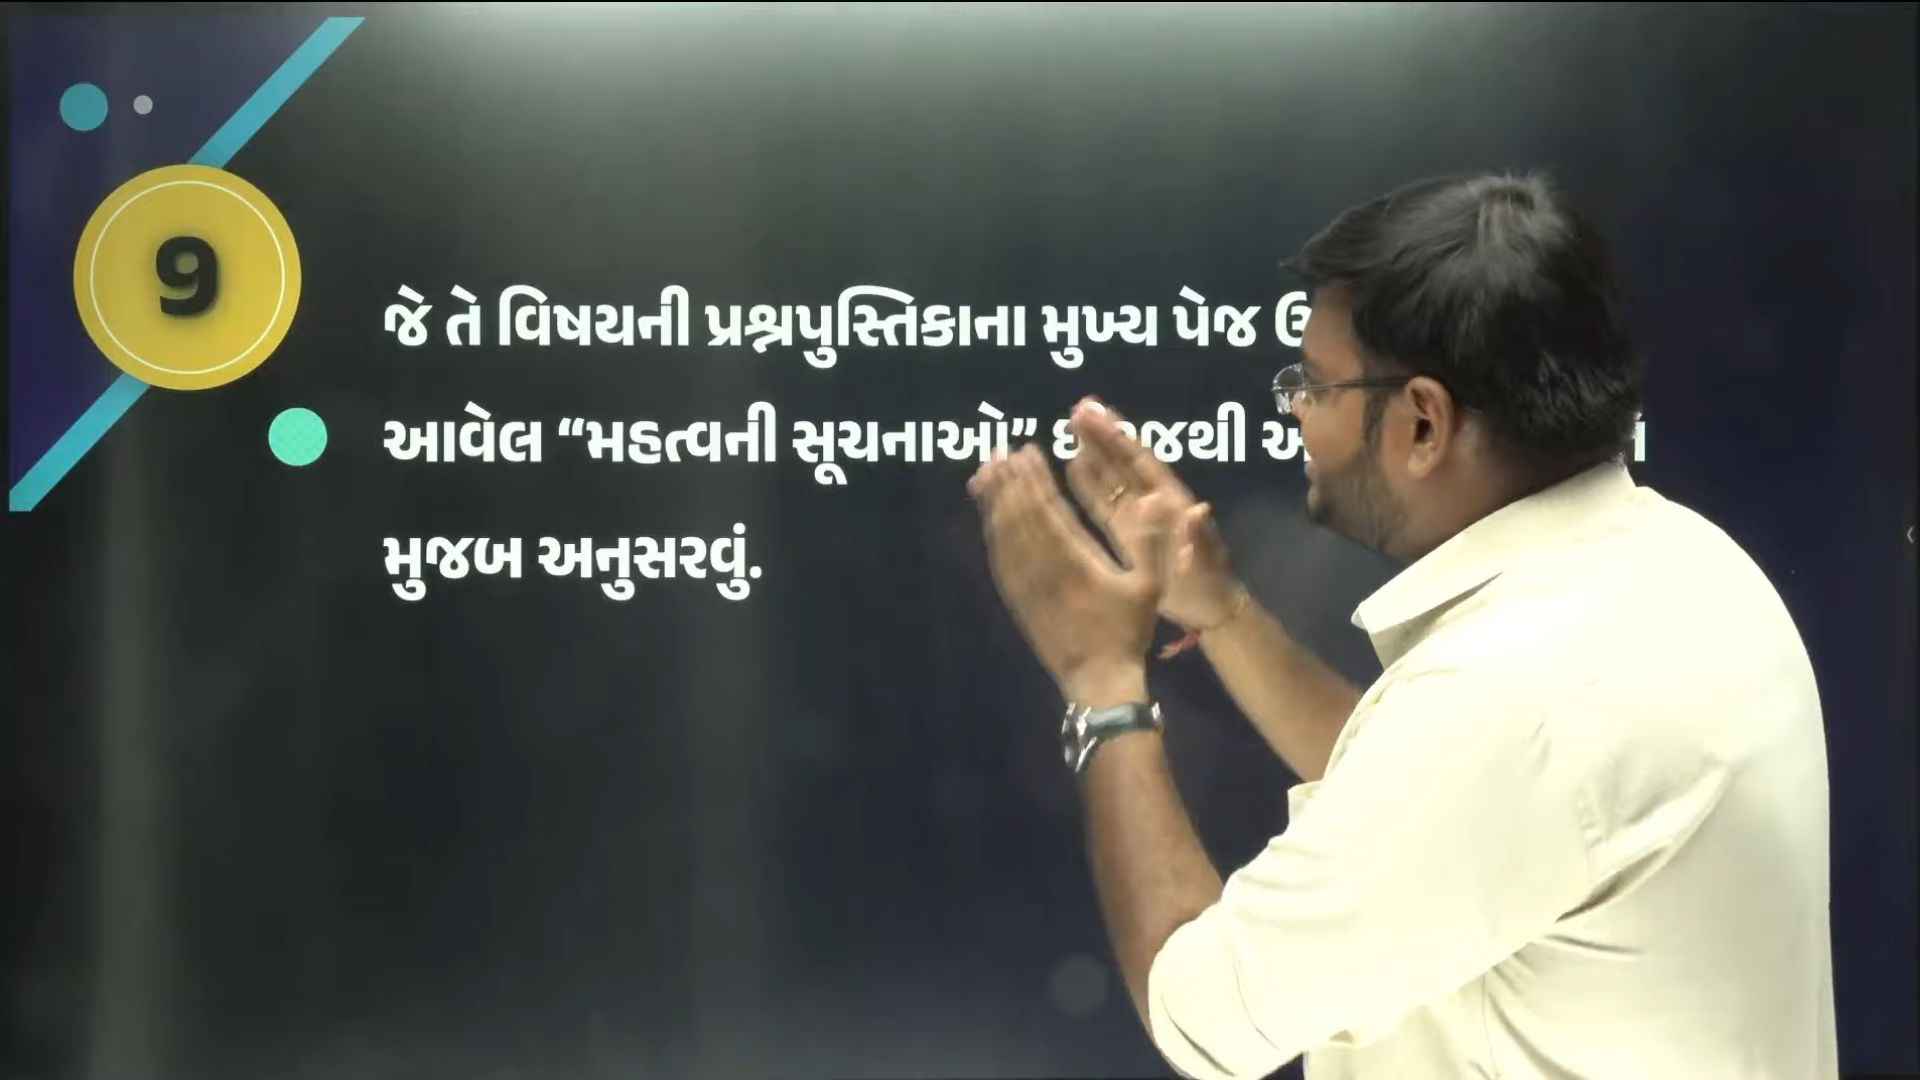 9
જે તે વિષયની પ્રશ્નપુસ્તિકાના મુખ્ય પેજ
આવેલ “મહત્વની સૂચનાઓ”
મુજબ અનુસરવું.